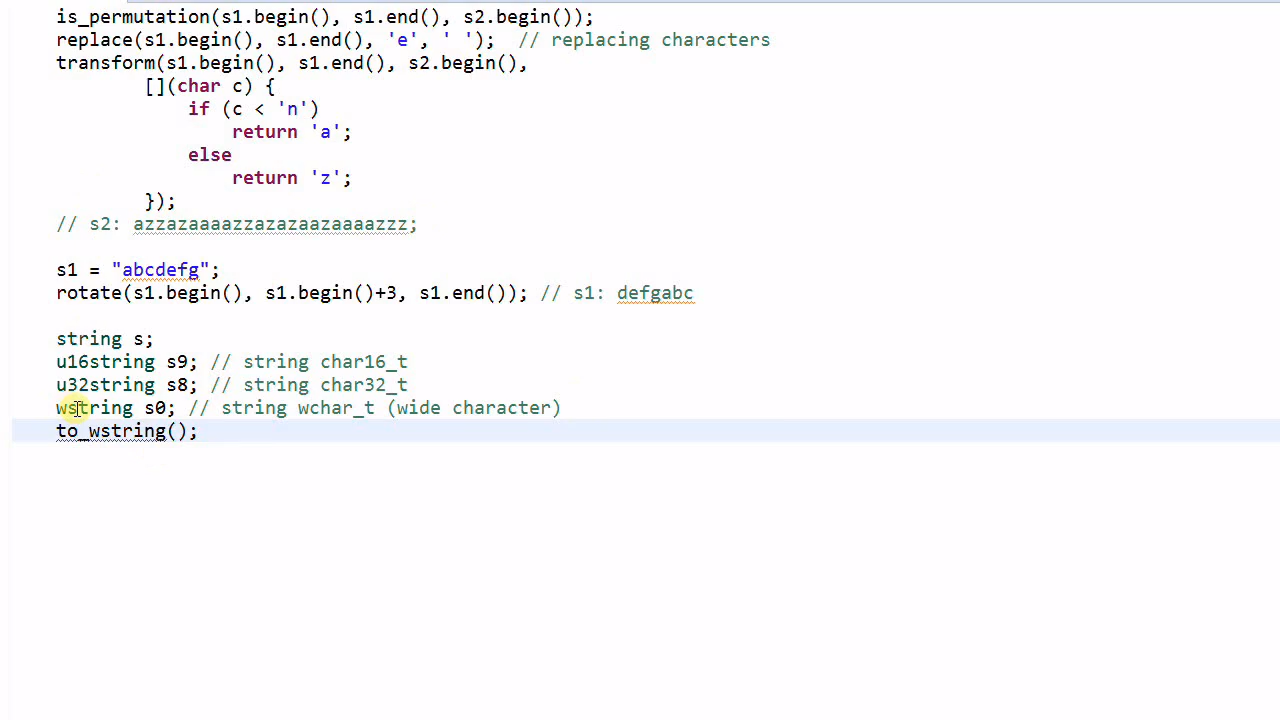 is_permutation(s1.begin(), s1.end(), s2.begin());
replace(s1.begin(), s1.end(), 'e', ' ');  // replacing characters
transform(s1.begin(), s1.end(), s2.begin(),
[](char c) {
if (c < 'n')
return 'a';
else
return 'z';
});
// s2: azzazaaaazzazazaazaaaazzz;
s1 = "abcdefg";
rotate(s1.begin(), s1.begin()+3, s1.end()); // s1: defgabc
string s;
u16string s9; // string char16_t
u32string s8; // string char32_t
wstring s0; // string wchar_t (wide character)
to_wstring();